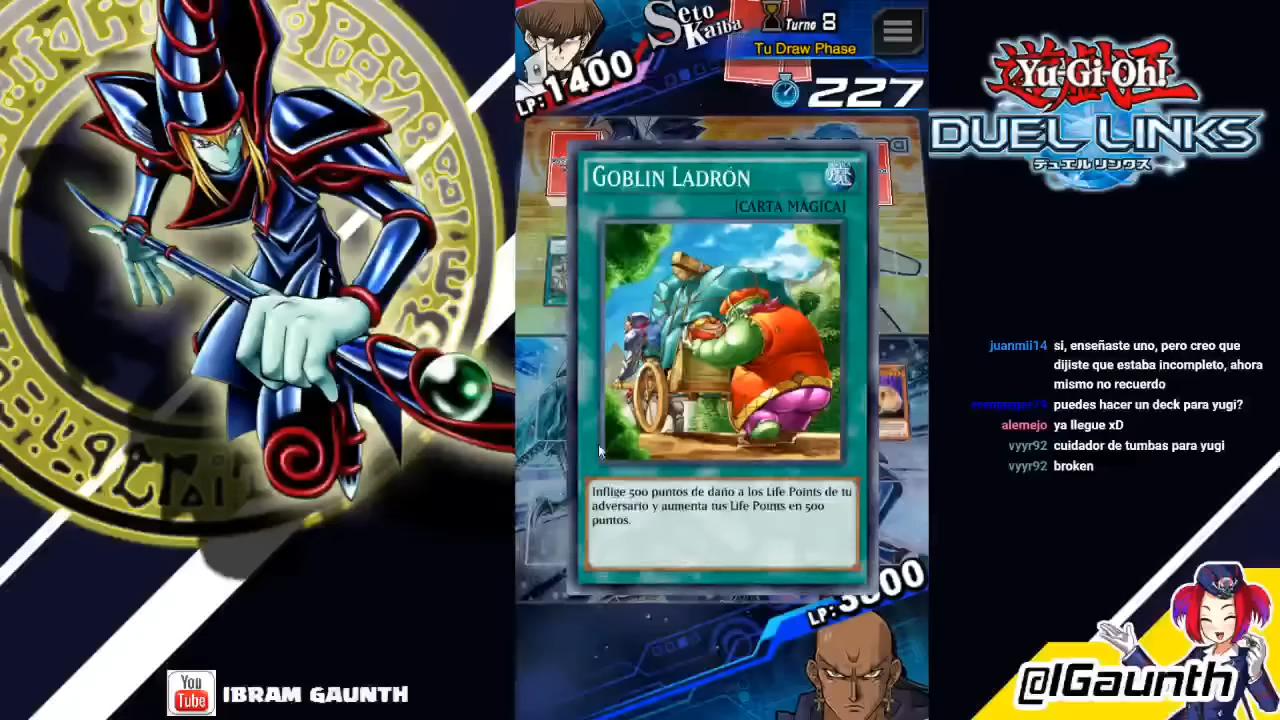 Seto
Kaiba
Turno 8
Tu Draw Phase
LP: 1400
227
Yu-Gi-Oh!
DUEL LINKS
デュエル リンクス
GOBLIN LADRÓN
[CARTA MÁGICA]
Inflige 500 puntos de daño a los Life Points de tu
adversario y aumenta tus Life Points en 500
puntos.
juanmii14 si, enseñaste uno, pero creo que
dijiste que estaba incompleto, ahora
mismo no recuerdo
puedes hacer un deck para yugi?
alemejo ya llegue xD
vyyr92 cuidador de tumbas para yugi
vyyr92 broken
LP:
You
Tube
IBRAM GAUNTH
@IGaunth